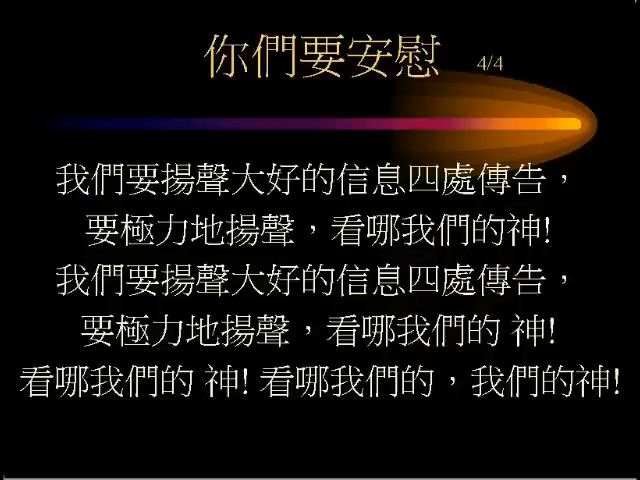 你們要安慰 4/4
我們要揚聲大好的信息四處傳告，
要極力地揚聲，看哪我們的神!
我們要揚聲大好的信息四處傳告，
要極力地揚聲，看哪我們的 神!
看哪我們的 神! 看哪我們的，我們的神!